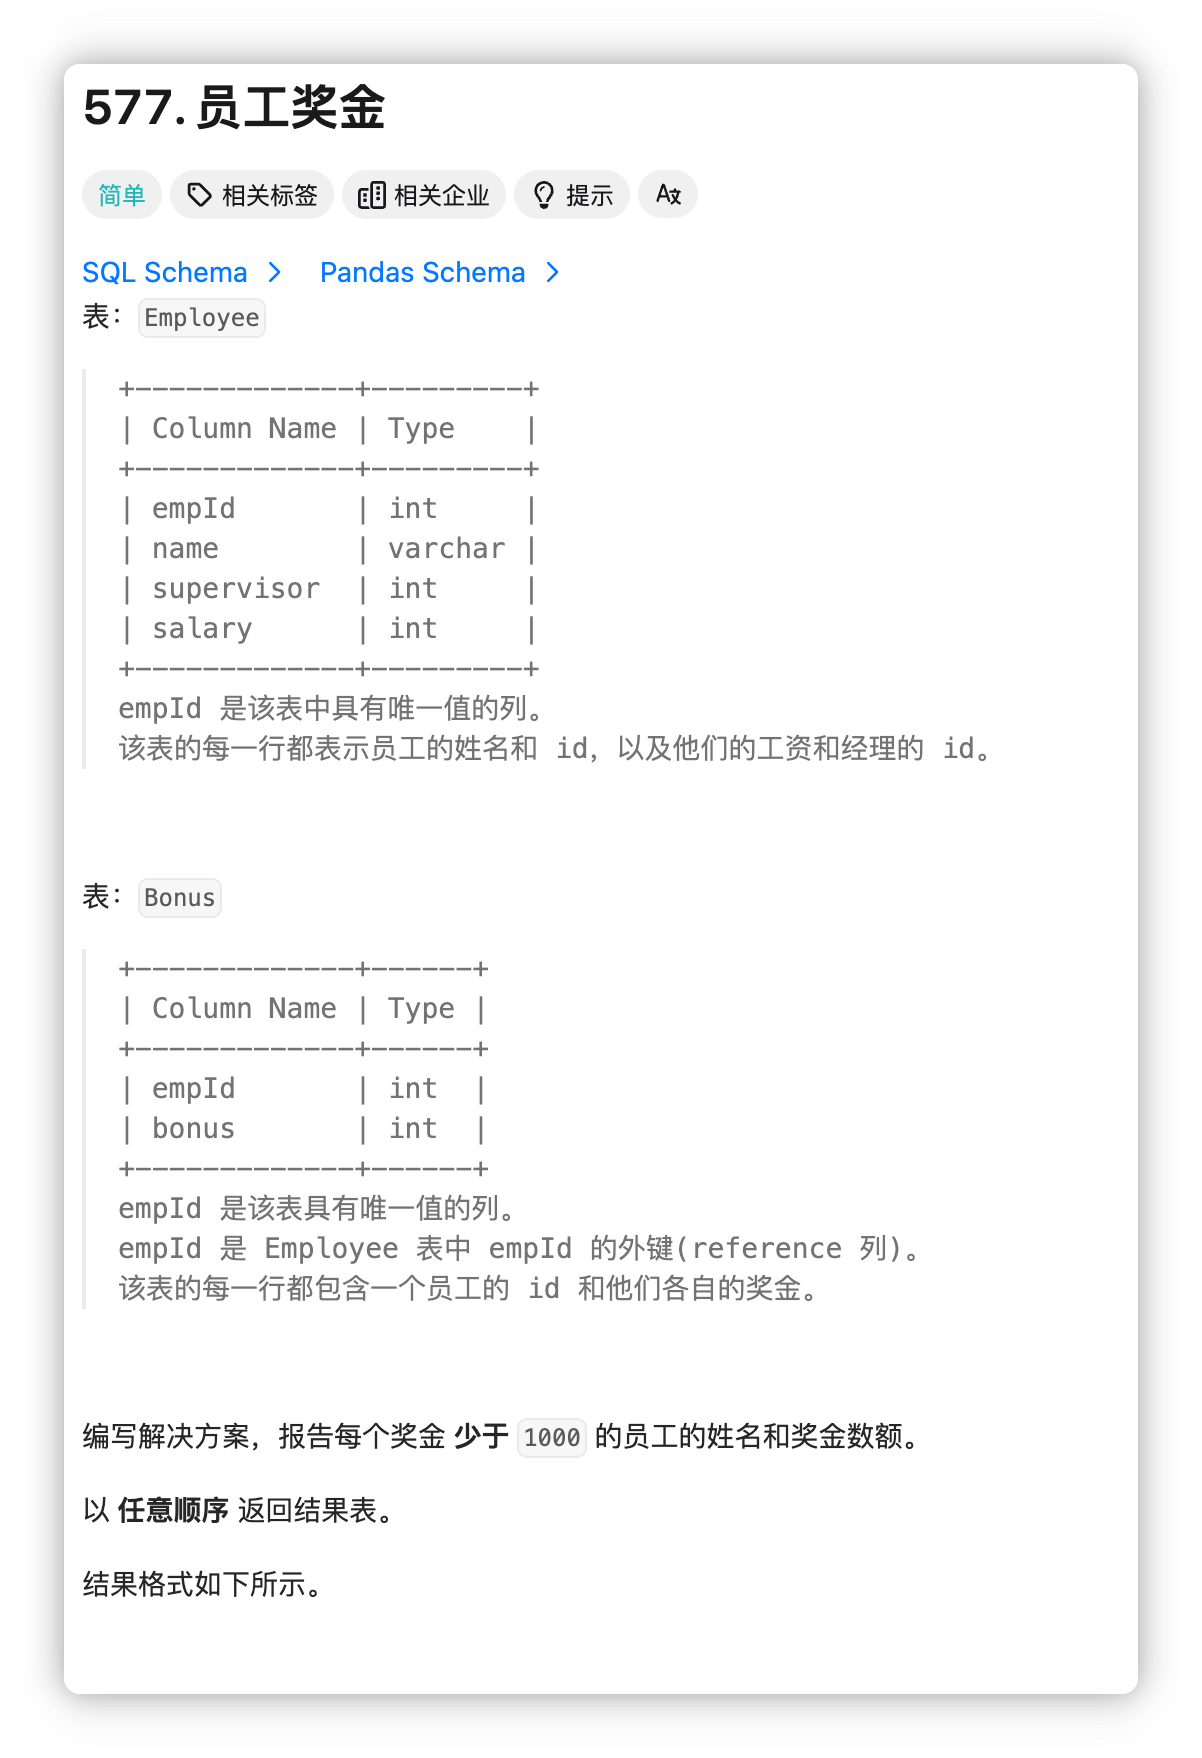 577. 员工奖金
简单 相关标签 相关企业 提示
SQL Schema > Pandas Schema >
表：Employee
+-------------+---------+
| Column Name | Type    |
+-------------+---------+
| empId       | int     |
| name        | varchar |
| supervisor  | int     |
| salary      | int     |
+-------------+---------+
empId 是该表中具有唯一值的列。
该表的每一行都表示员工的姓名和 id，以及他们的工资和经理的 id。
表：Bonus
+-------------+------+
| Column Name | Type |
+-------------+------+
| empId       | int  |
| bonus       | int  |
+-------------+------+
empId 是该表具有唯一值的列。
empId 是 Employee 表中 empId 的外键(reference 列)。
该表的每一行都包含一个员工的 id 和他们各自的奖金。
编写解决方案，报告每个奖金 少于 1000 的员工的姓名和奖金数额。
以 任意顺序 返回结果表。
结果格式如下所示。